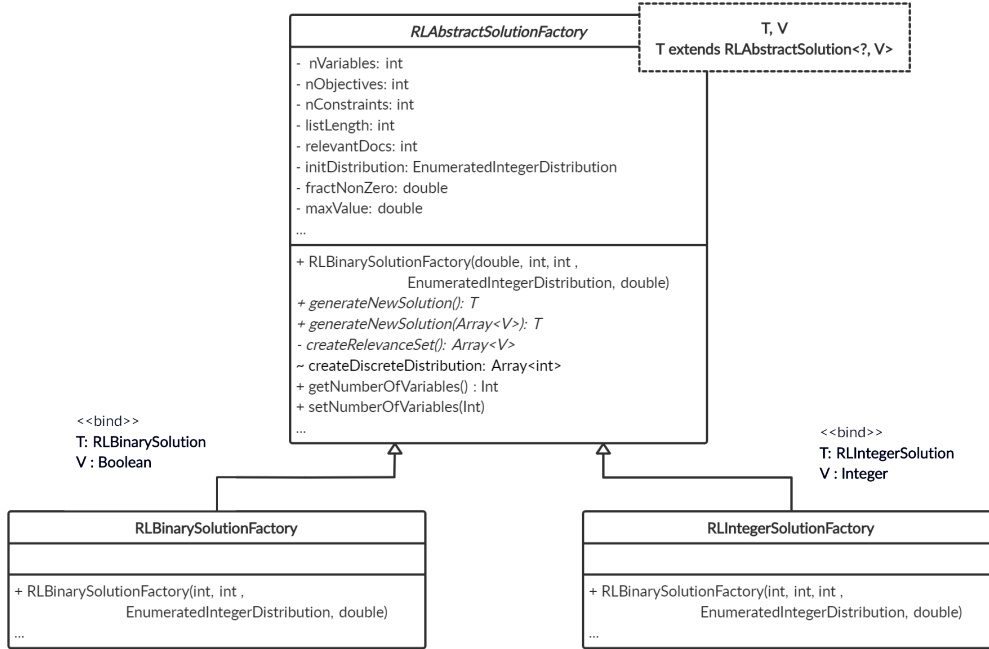 RLAbstractSolutionFactory
T, V
T extends RLAbstractSolution<?, V>
- nVariables: int
- nObjectives: int
- nConstraints: int
- listLength: int
- relevantDocs: int
- initDistribution: EnumeratedIntegerDistribution
- fractNonZero: double
- maxValue: double
...
+ RLBinarySolutionFactory(double, int, int ,
EnumeratedIntegerDistribution, double)
+ generateNewSolution(): T
+ generateNewSolution(Array<V>): T
- createRelevanceSet(): Array<V>
~ createDiscreteDistribution: Array<int>
+ getNumberOfVariables() : Int
+ setNumberOfVariables(Int)
...
<<bind>>
T: RLBinarySolution
V : Boolean
<<bind>>
T: RLIntegerSolution
V : Integer
RLBinarySolutionFactory
+ RLBinarySolutionFactory(int, int ,
EnumeratedIntegerDistribution, double)
...
RLIntegerSolutionFactory
+ RLBinarySolutionFactory(int, int, int ,
EnumeratedIntegerDistribution, double)
...